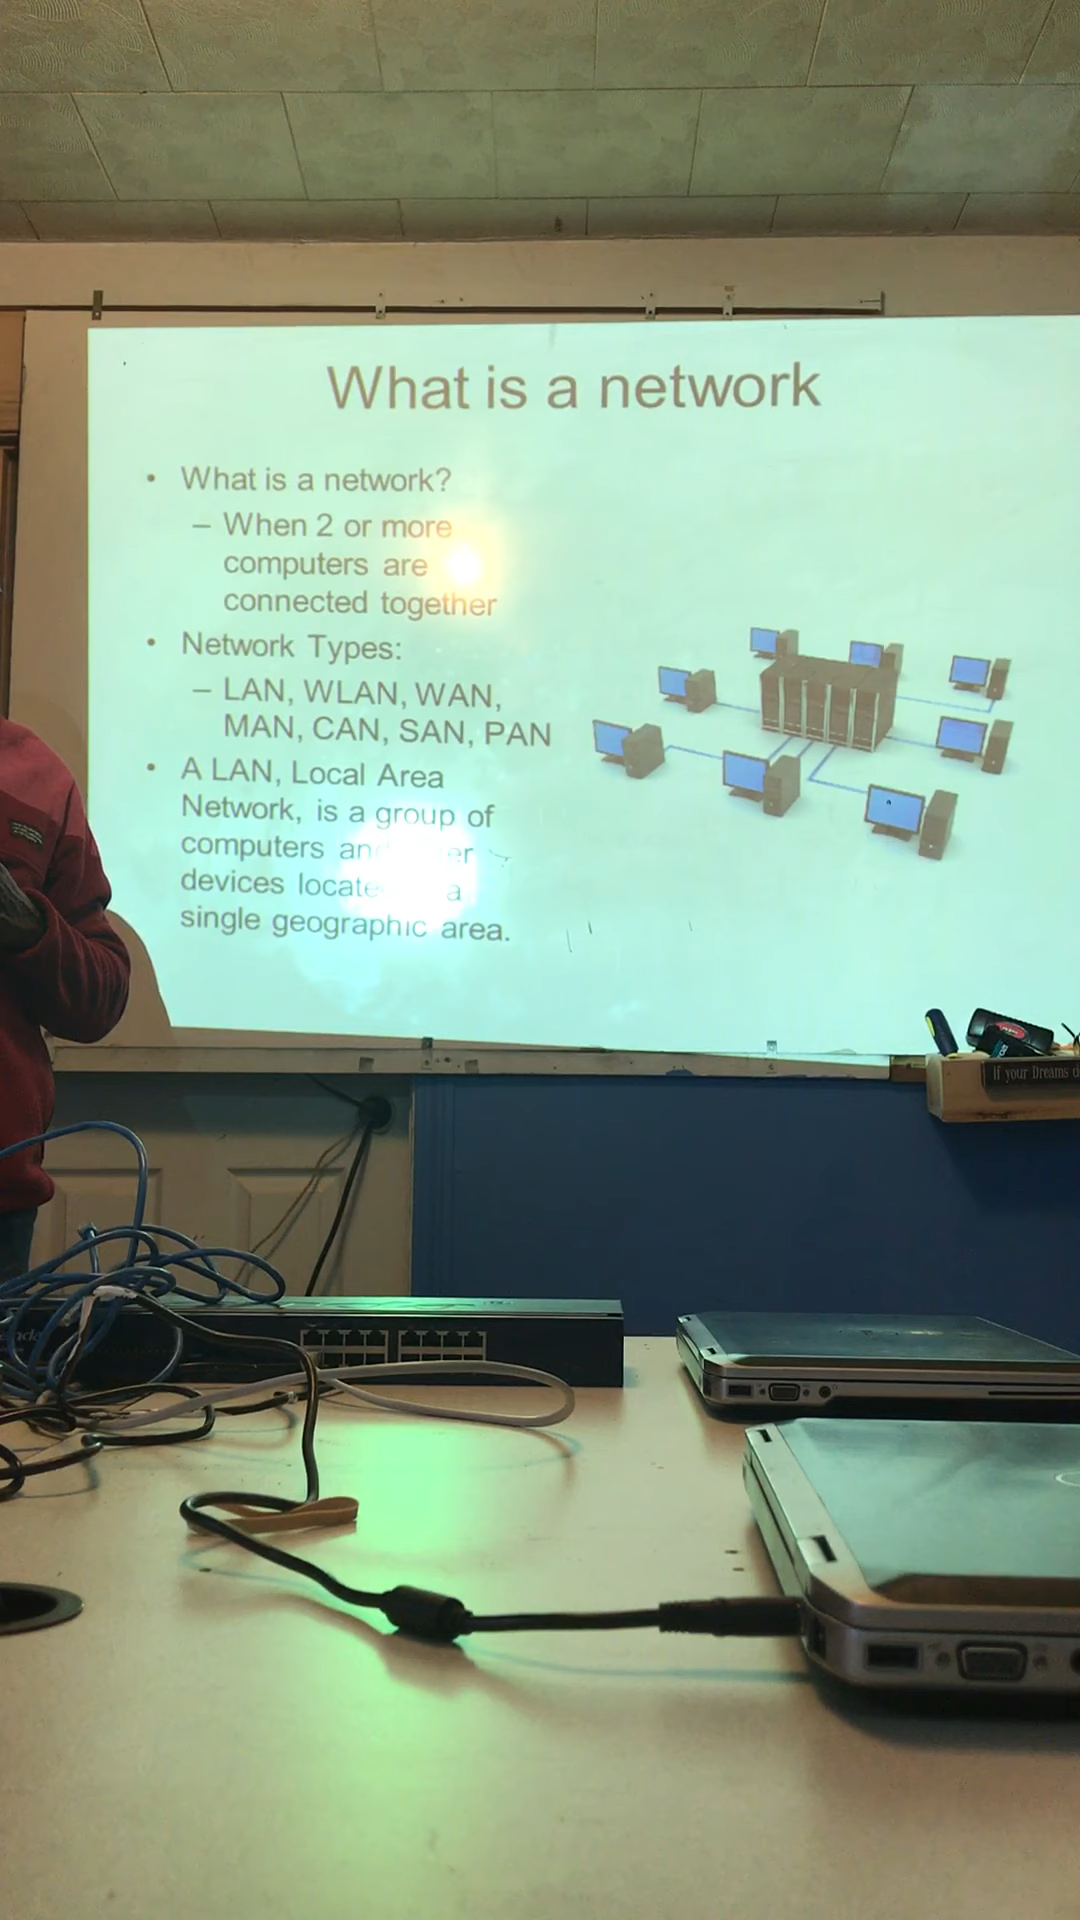 What is a network
• What is a network?
– When 2 or more
computers are
connected together
• Network Types:
– LAN, WLAN, WAN,
MAN, CAN, SAN, PAN
• A LAN, Local Area
Network, is a group of
computers and
devices located a
single geographic area.
if your Dreams